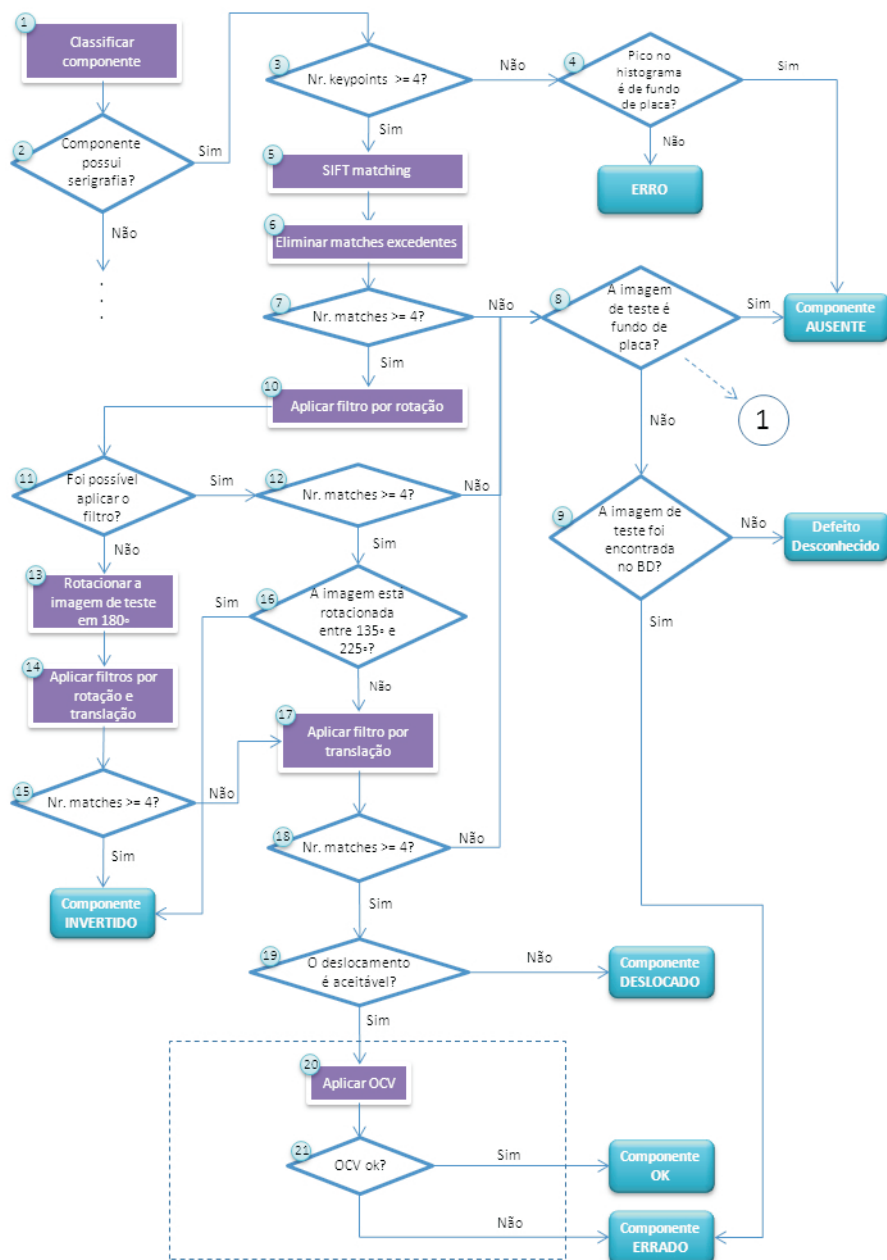 1
Classificar
componente
2
Componente
possui
serigrafia?
Sim
Não
.
.
.
3
Nr. keypoints >= 4?
Não
Sim
4
Pico no
histograma
é de fundo
de placa?
Sim
Não
ERRO
5
SIFT matching
6
Eliminar matches excedentes
7
Nr. matches >= 4?
Não
Sim
8
A imagem
de teste é
fundo de
placa?
Sim
Componente
AUSENTE
1
Não
9
A imagem de
teste foi
encontrada
no BD?
Não
Defeito
Desconhecido
Sim
10
Aplicar filtro por rotação
11
Foi possível
aplicar o
filtro?
Sim
Não
12
Nr. matches >= 4?
Não
Sim
13
Rotacionar a
imagem de teste
em 180º
14
Aplicar filtros por
rotação e
translação
15
Nr. matches >= 4?
Não
Sim
Componente
INVERTIDO
16
A imagem está
rotacionada
entre 135º e
225º?
Sim
Não
17
Aplicar filtro por
translação
18
Nr. matches >= 4?
Não
Sim
19
O deslocamento
é aceitável?
Não
Componente
DESLOCADO
Sim
20
Aplicar OCV
21
OCV ok?
Sim
Componente
OK
Não
Componente
ERRADO